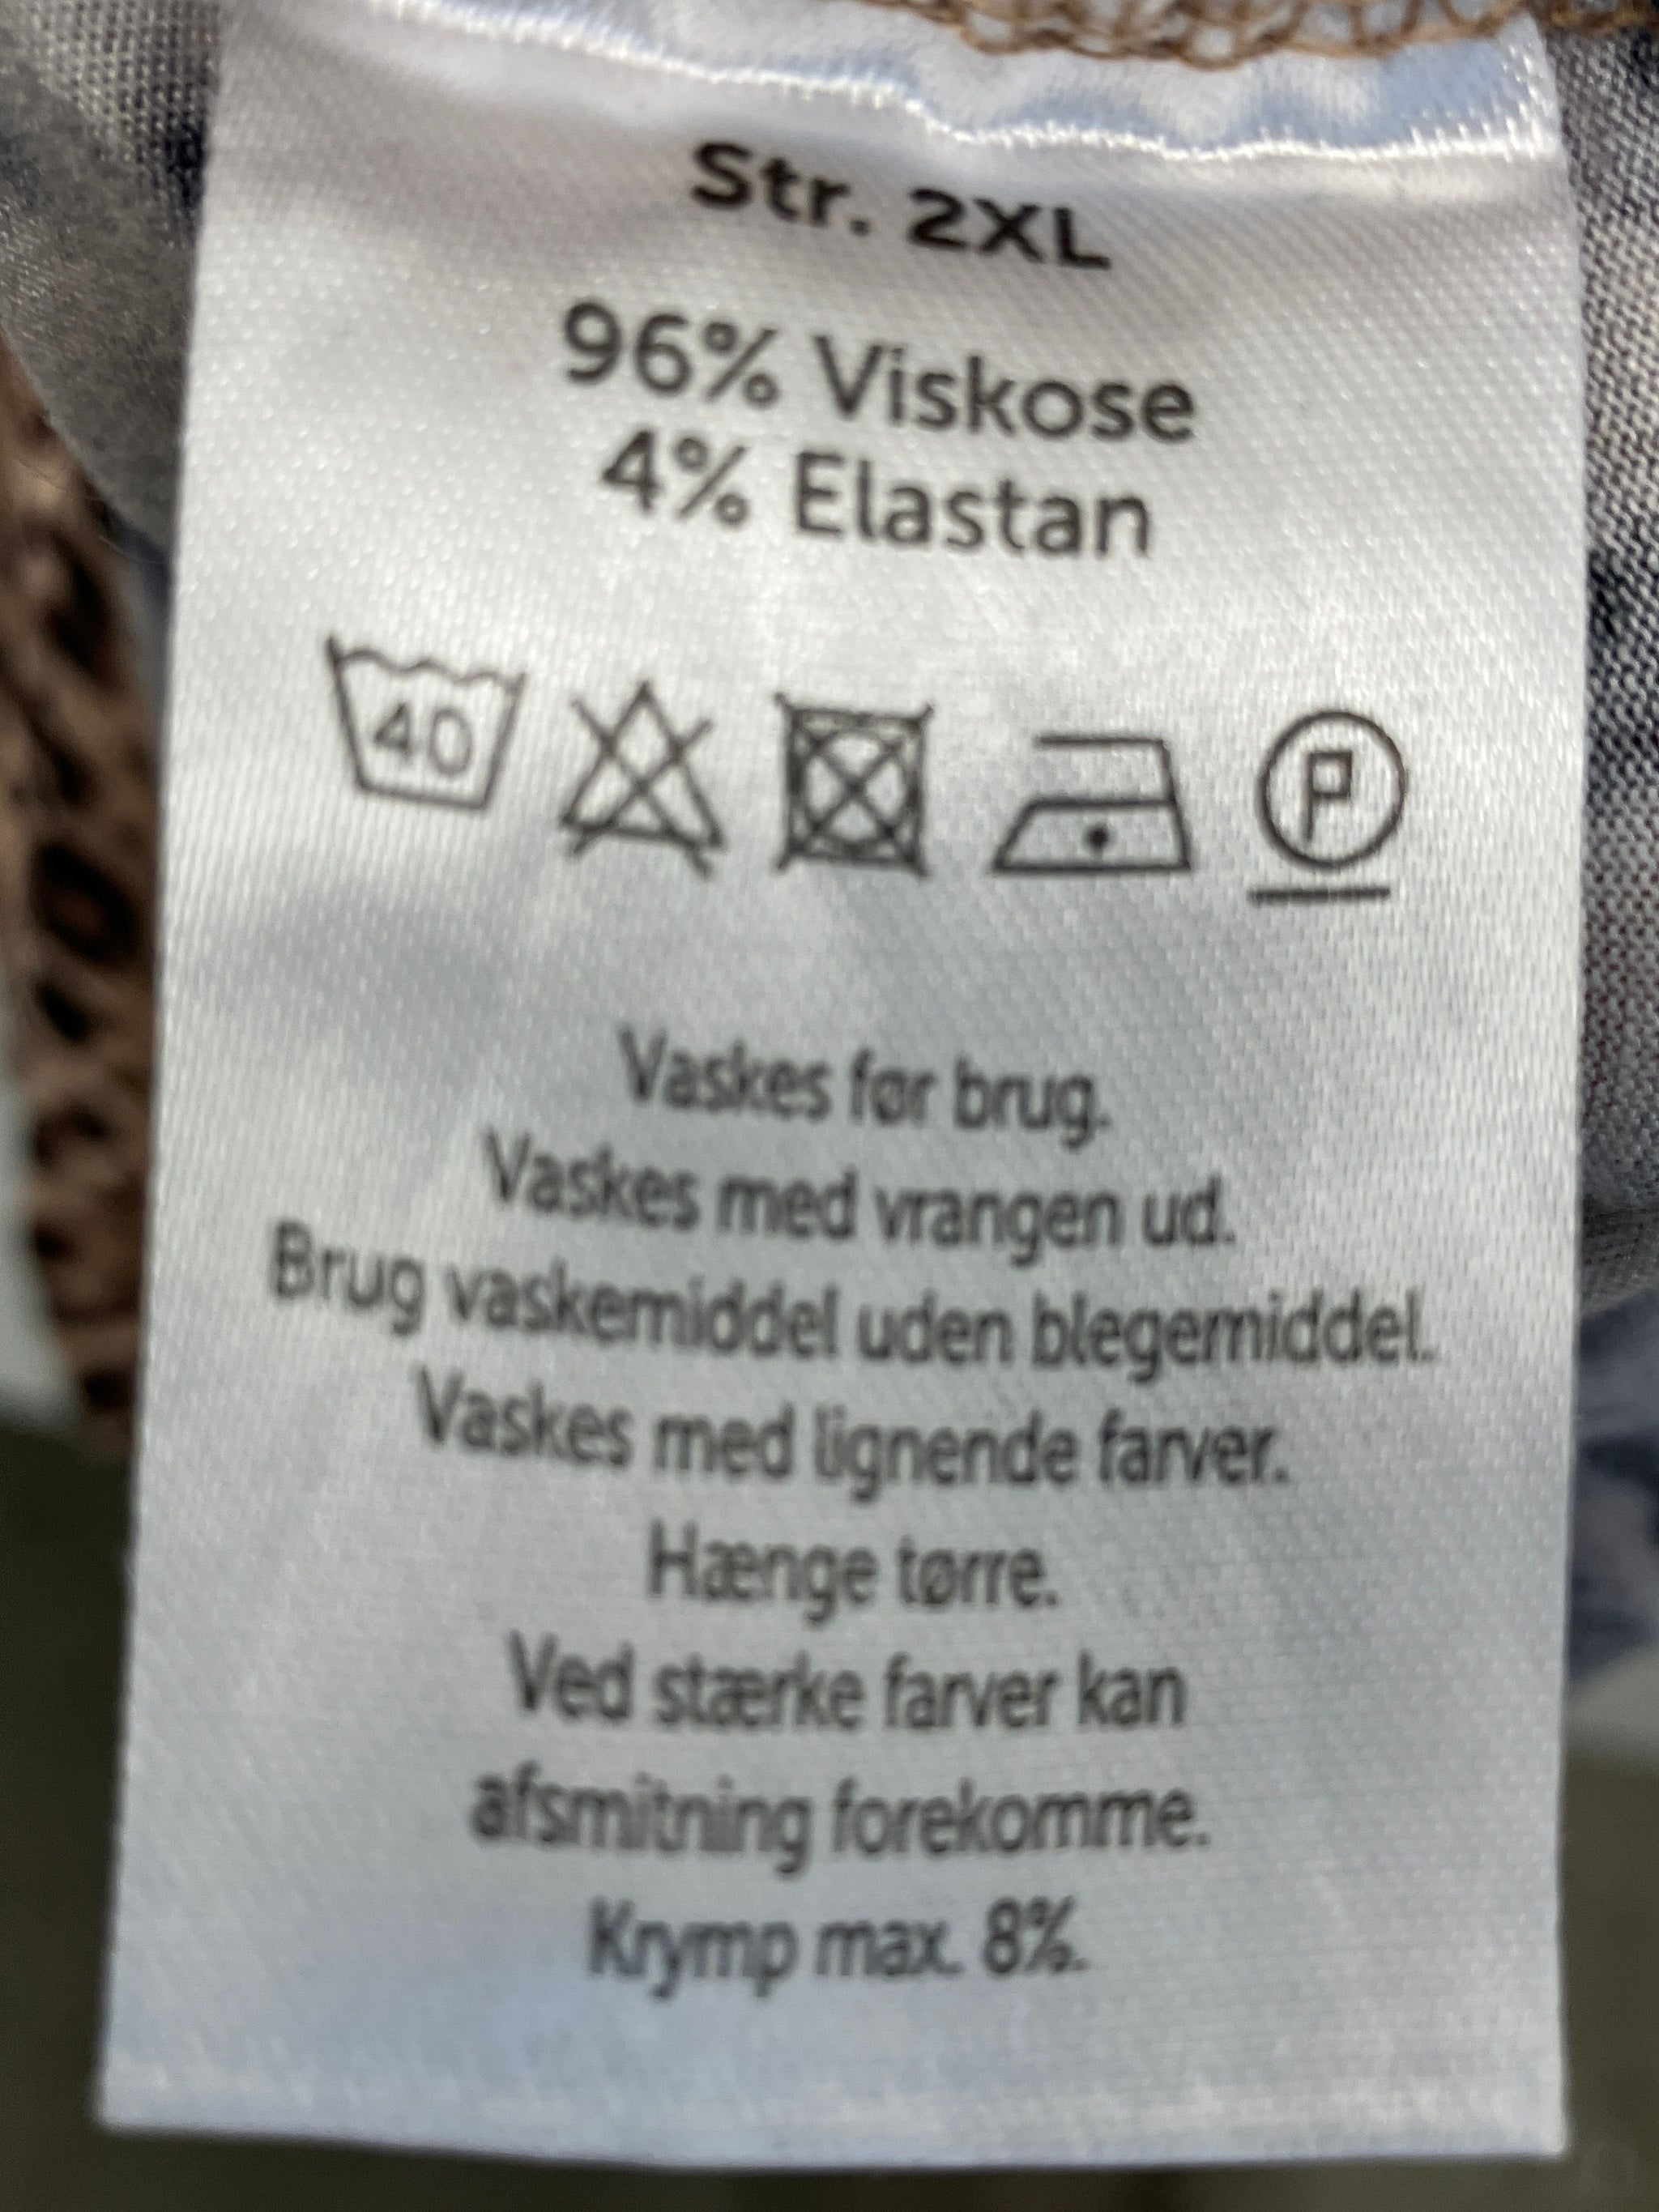 Str. 2XL
96% Viskose
4% Elastan
40
P
Vaskes før brug.
Vaskes med vrangen ud.
Brug vaskemiddel uden blegemiddel.
Vaskes med lignende farver.
Hænge tørre.
Ved stærke farver kan
afsmitning forekomme.
Krymp max. 8%.